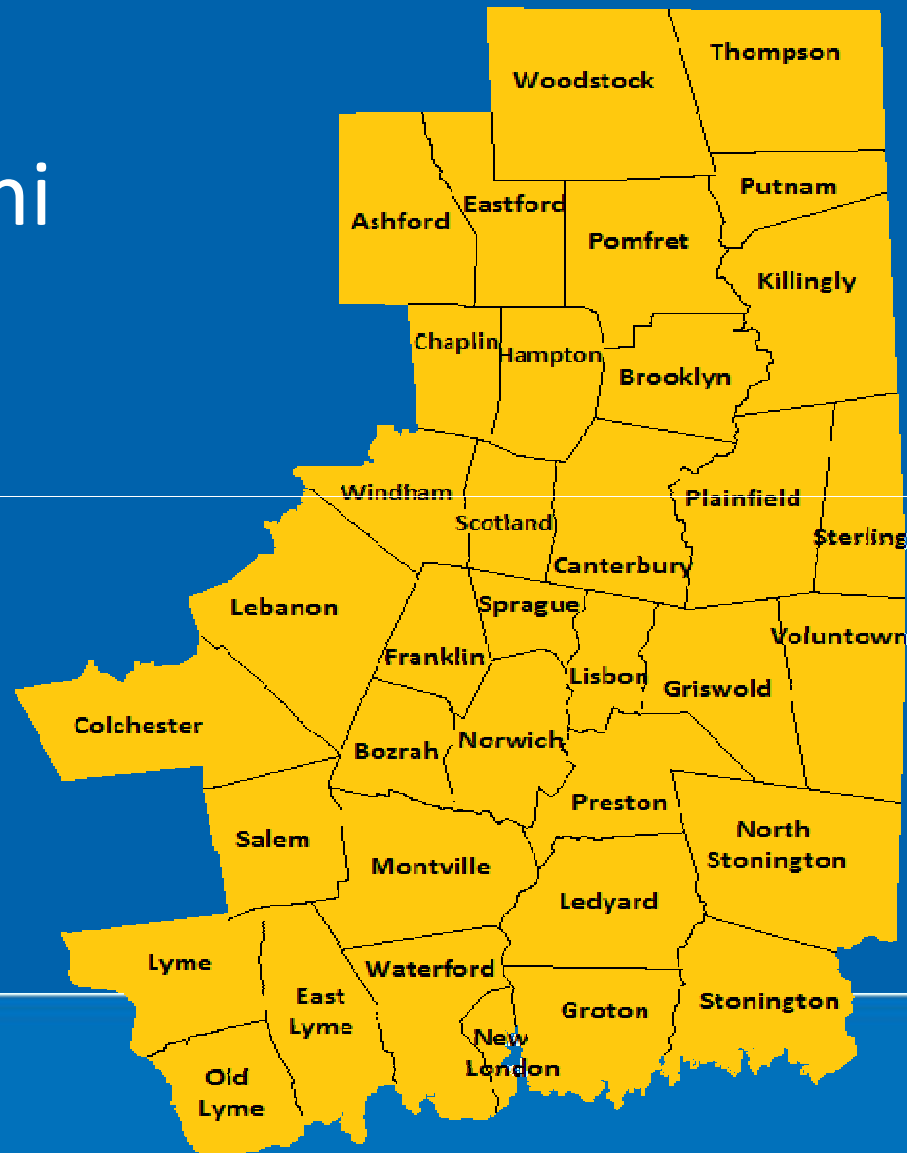 Thompson
Woodstock
Putnam
ni
Eastford
Ashford
Pomfret
Killingly
Chaplin
Hampton
Brooklyn
Windham
Plainfield
Scotland
Sterling
Canterbury
Lebanon
Sprague
Voluntown
Franklin
Lisbon
Griswold
Colchester
Norwich
Bozrah
Preston
North
Stonington
Salem
Montville
Ledyard
Lyme
Waterford
East
Lyme
Groton
Stonington
New
London
Old
Lyme